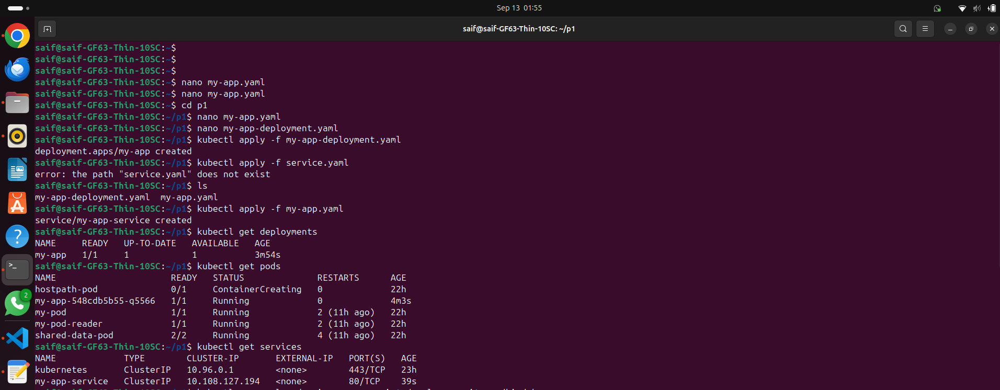 Sep 13 01:55
saif@saif-GF63-Thin-10SC: ~/p1
saif@saif-GF63-Thin-10SC:~$
saif@saif-GF63-Thin-10SC:~$
saif@saif-GF63-Thin-10SC:~$
saif@saif-GF63-Thin-10SC:~$ nano my-app.yaml
saif@saif-GF63-Thin-10SC:~$ nano my-app.yaml
saif@saif-GF63-Thin-10SC:~$ cd p1
saif@saif-GF63-Thin-10SC:~/p1$ nano my-app.yaml
saif@saif-GF63-Thin-10SC:~/p1$ nano my-app-deployment.yaml
saif@saif-GF63-Thin-10SC:~/p1$ kubectl apply -f my-app-deployment.yaml
deployment.apps/my-app created
saif@saif-GF63-Thin-10SC:~/p1$ kubectl apply -f service.yaml
error: the path "service.yaml" does not exist
saif@saif-GF63-Thin-10SC:~/p1$ ls
my-app-deployment.yaml  my-app.yaml
saif@saif-GF63-Thin-10SC:~/p1$ kubectl apply -f my-app.yaml
service/my-app-service created
saif@saif-GF63-Thin-10SC:~/p1$ kubectl get deployments
NAME     READY   UP-TO-DATE   AVAILABLE   AGE
my-app   1/1     1            1           3m54s
saif@saif-GF63-Thin-10SC:~/p1$ kubectl get pods
NAME                      READY   STATUS              RESTARTS      AGE
hostpath-pod              0/1     ContainerCreating   0             22h
my-app-548cdb5b55-q5566   1/1     Running             0             4m3s
my-pod                    1/1     Running             2 (11h ago)   22h
my-pod-reader             1/1     Running             2 (11h ago)   22h
shared-data-pod           2/2     Running             4 (11h ago)   22h
saif@saif-GF63-Thin-10SC:~/p1$ kubectl get services
NAME             TYPE        CLUSTER-IP       EXTERNAL-IP   PORT(S)   AGE
kubernetes       ClusterIP   10.96.0.1        <none>        443/TCP   23h
my-app-service   ClusterIP   10.108.127.194   <none>        80/TCP    39s
2